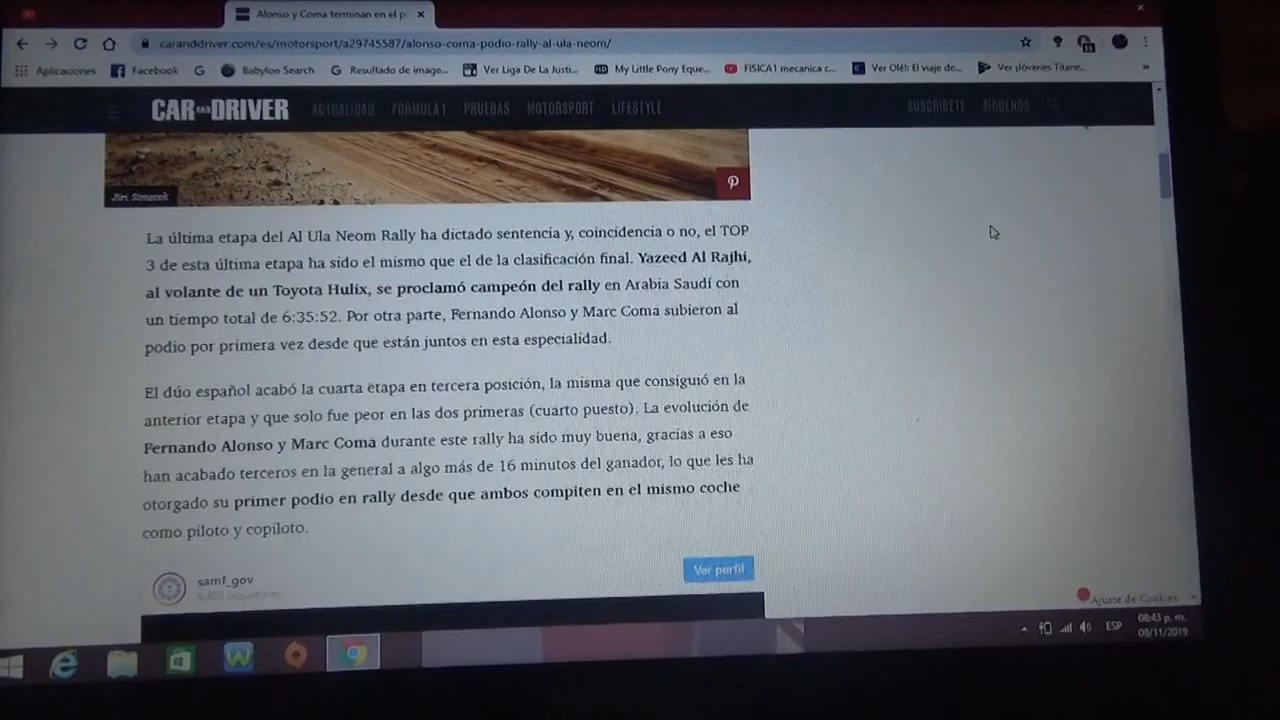 Alonso y Coma terminan en el p
caranddriver.com/es/motorsport/a29745587/alonso-coma-podio-rally-al-ula-neom/
Aplicaciones Facebook Babylon Search Resultado de image... Ver Liga De La Justi... My Little Pony Eque... FISICA1 mecanica c... Ver Olé!: El viaje de... Ver ¡Jóvenes Titane...
CAR AND DRIVER ACTUALIDAD FÓRMULA 1 PRUEBAS MOTORSPORT LIFESTYLE SUSCRÍBETE SÍGUENOS
Jiri Simecek
La última etapa del Al Ula Neom Rally ha dictado sentencia y, coincidencia o no, el TOP
3 de esta última etapa ha sido el mismo que el de la clasificación final. Yazeed Al Rajhi,
al volante de un Toyota Hulix, se proclamó campeón del rally en Arabia Saudí con
un tiempo total de 6:35:52. Por otra parte, Fernando Alonso y Marc Coma subieron al
podio por primera vez desde que están juntos en esta especialidad.
El dúo español acabó la cuarta etapa en tercera posición, la misma que consiguió en la
anterior etapa y que solo fue peor en las dos primeras (cuarto puesto). La evolución de
Fernando Alonso y Marc Coma durante este rally ha sido muy buena, gracias a eso
han acabado terceros en la general a algo más de 16 minutos del ganador, lo que les ha
otorgado su primer podio en rally desde que ambos compiten en el mismo coche
como piloto y copiloto.
samf_gov
Ver perfil
Ajuste de Cookies
ESP
08:43 p. m.
09/11/2019